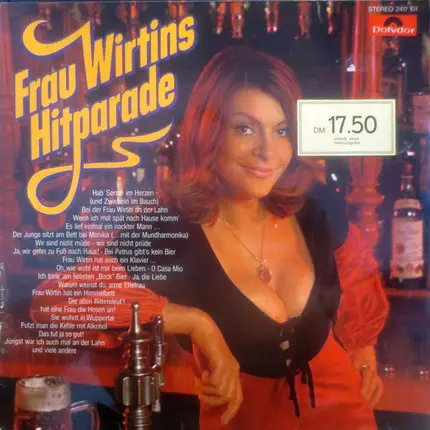 STEREO 2417 101
Polydor
Frau Wirtins
Hitparade
DM 17.50
Hab' Sonne im Herzen -
(und Zwiebeln im Bauch)
Bei der Frau Wirtin an der Lahn
Wenn ich mal spät nach Hause komm'
Es lief einmal ein nackter Mann ...
Der Junge sitzt am Bett bei Monika (... mit der Mundharmonika)
Wir sind nicht müde - wir sind nicht prüde
Ja, wir gehn zu Fuß nach Haus! · Bei Petrus gibt's kein Bier
Frau Wirtin hat auch ein Klavier ...
Oh, wie wohl ist mir beim Lieben · O Casa Mio
Ich trink' am liebsten „Bock"-Bier · Ja, die Liebe
Warum weinst du, arme Ehefrau
Frau Wirtin hat ein Himmelbett
Die alten Rittersleut'!
... hat eine Frau die Hosen an?
Sie wohnt in Wuppertal
Putzt man die Kehle mit Alkohol
Das tut ja so gut!
Jüngst war ich auch mal an der Lahn
und viele andere